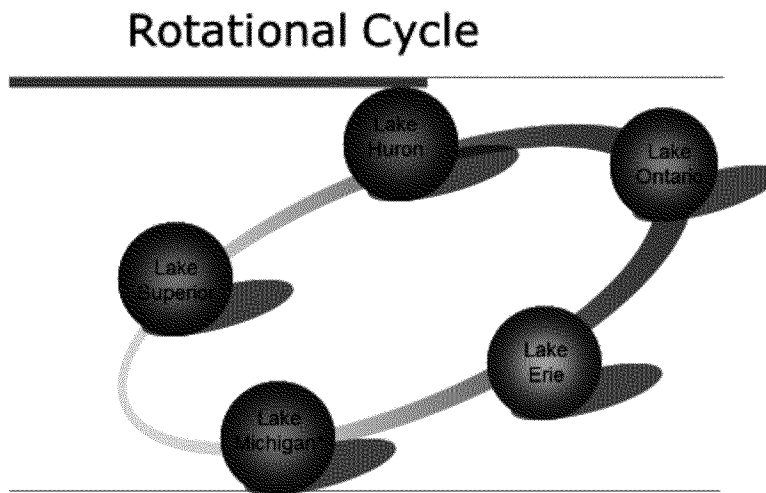 Rotational Cycle
Lake
Huron
Lake
Ontario
Lake
Superior
Lake
Erie
Lake
Michigan*